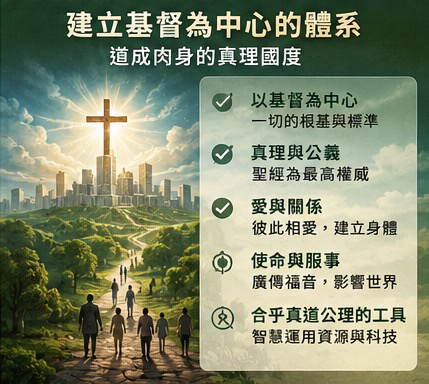 建立基督為中心的體系
道成肉身的真理國度
以基督為中心
一切的根基與標準
真理與公義
聖經為最高權威
愛與關係
彼此相愛，建立身體
使命與服事
廣傳福音，影響世界
合乎真道公理的工具
智慧運用資源與科技